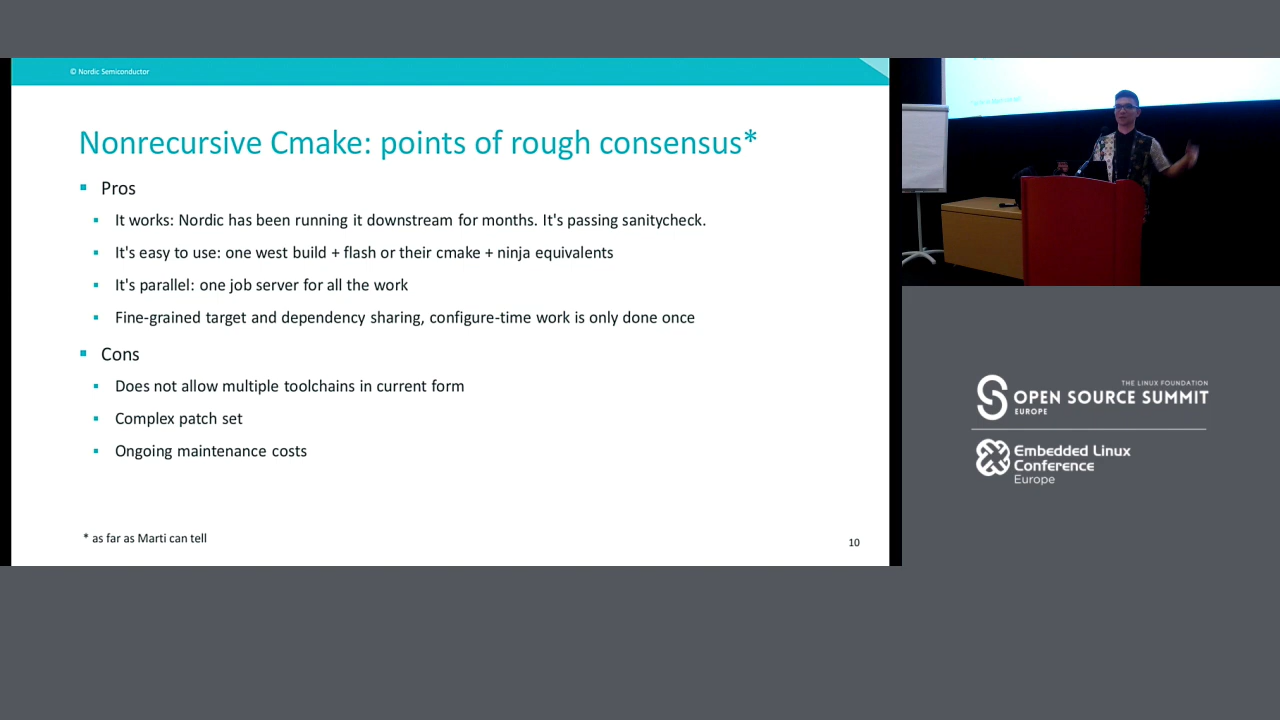 © Nordic Semiconductor
Nonrecursive Cmake: points of rough consensus*
Pros
It works: Nordic has been running it downstream for months. It's passing sanitycheck.
It's easy to use: one west build + flash or their cmake + ninja equivalents
It's parallel: one job server for all the work
Fine-grained target and dependency sharing, configure-time work is only done once
Cons
Does not allow multiple toolchains in current form
Complex patch set
Ongoing maintenance costs
* as far as Marti can tell
10
THE LINUX FOUNDATION
OPEN SOURCE SUMMIT
EUROPE
Embedded Linux
Conference
Europe